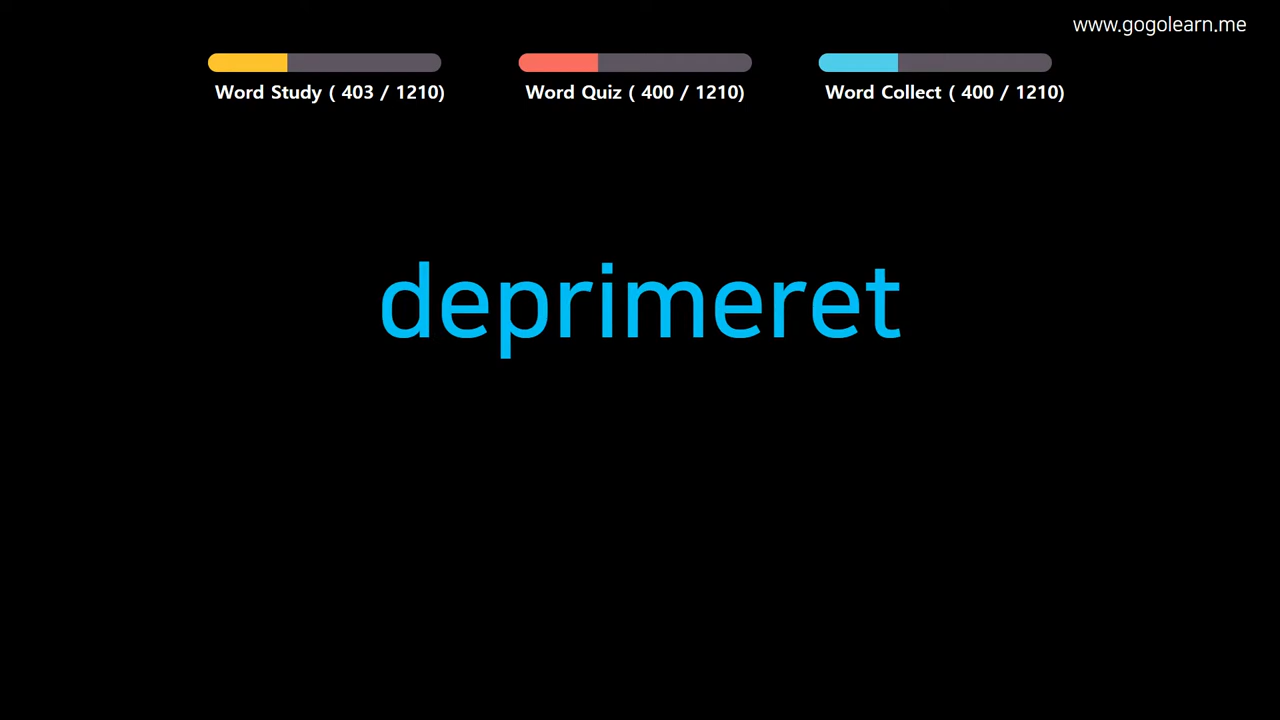 www.gogolearn.me
Word Study ( 403 / 1210)
Word Quiz ( 400 / 1210)
Word Collect ( 400 / 1210)
deprimeret